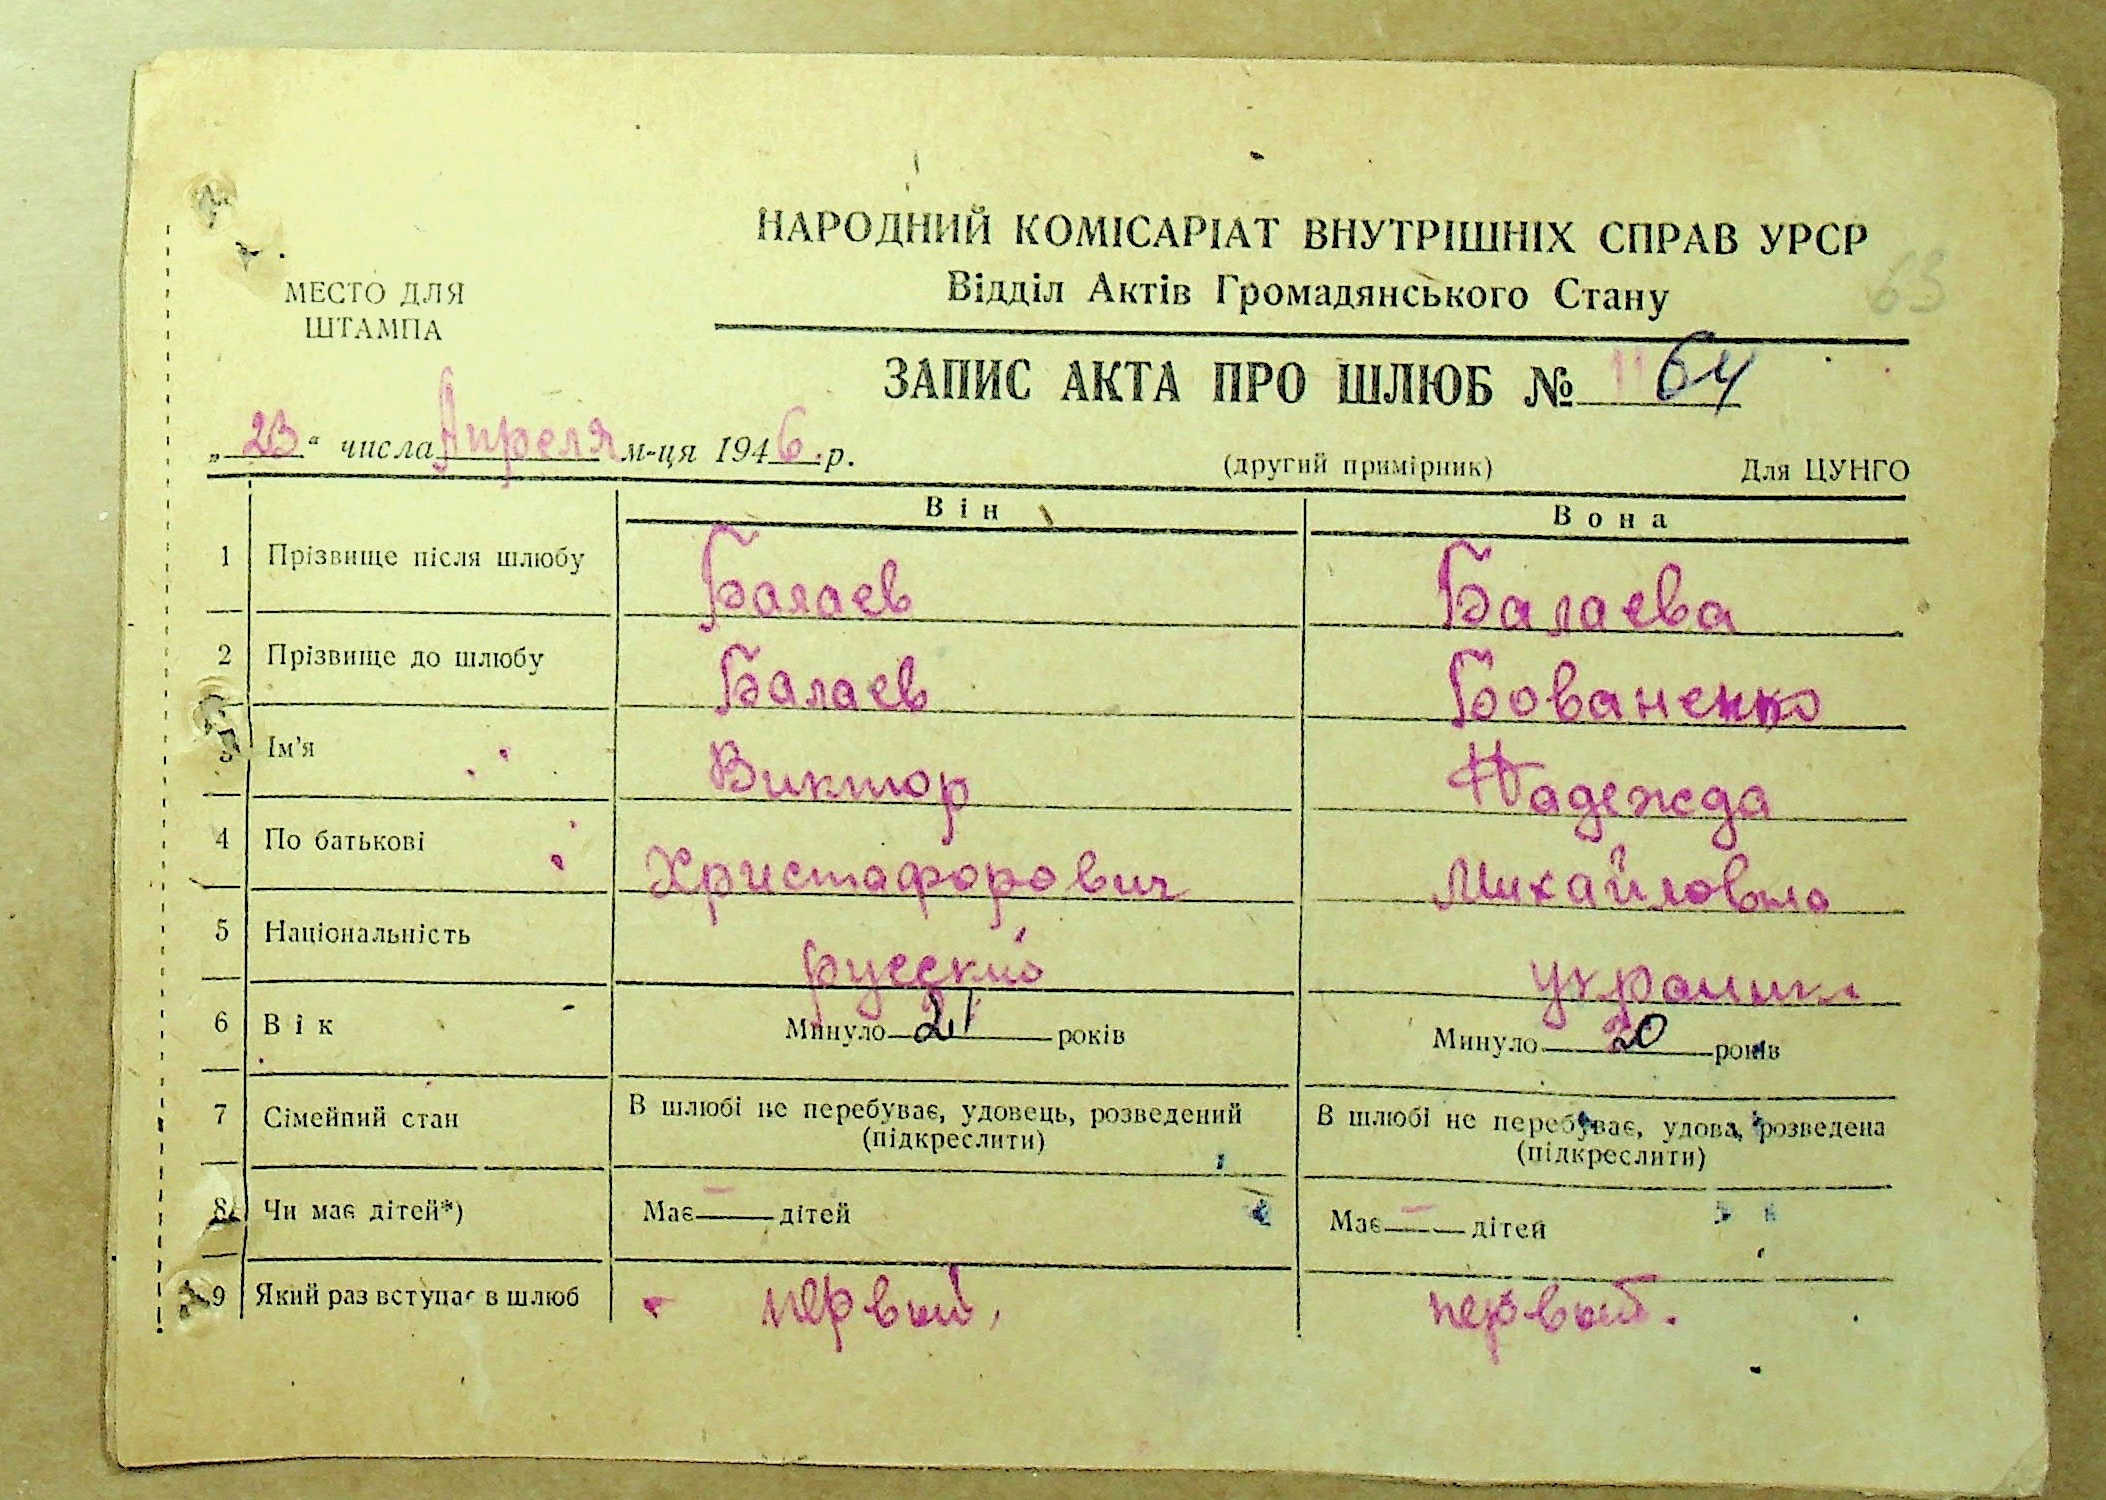 НАРОДНИЙ КОМІСАРІАТ ВНУТРІШНІХ СПРАВ УРСР
Відділ Актів Громадянського Стану
63
МЕСТО ДЛЯ
ШТАМПА
ЗАПИС АКТА ПРО ШЛЮБ № 64
„23“ числа Апреля м-ця 1946. р.
(другий примірник) Для ЦУНГО
Він Вона
1 Прізвище після шлюбу Балаев Балаева
2 Прізвище до шлюбу Балаев Бованенко
3 Ім'я Виктор Надежда
4 По батькові Христафорович Михайловна
5 Національність русский украинка
6 Вік Минуло 21 років Минуло 20 років
7 Сімейний стан В шлюбі не перебуває, удовець, розведений В шлюбі не перебуває, удова, розведена
(підкреслити) (підкреслити)
8 Чи має дітей*) Має — дітей Має — дітей
9 Який раз вступає в шлюб первый, первый.